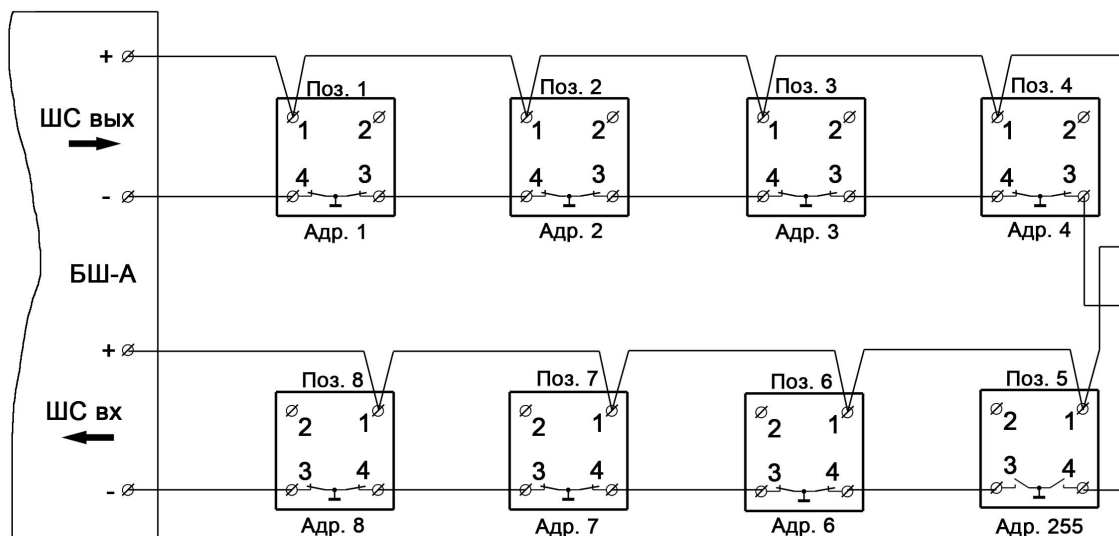 Поз. 1 Поз. 2 Поз. 3 Поз. 4
+
ШС вых
1 2 1 2 1 2 1 2
4 3 4 3 4 3 4 3
-
Адр. 1 Адр. 2 Адр. 3 Адр. 4
БШ-А
+
Поз. 8 Поз. 7 Поз. 6 Поз. 5
ШС вх
2 1 2 1 2 1 2 1
3 4 3 4 3 4 3 4
-
Адр. 8 Адр. 7 Адр. 6 Адр. 255